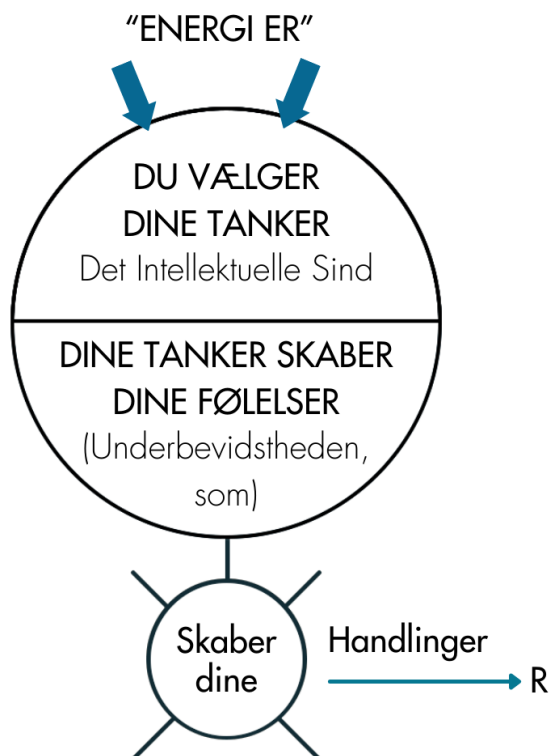 “ENERGI ER”
DU VÆLGER
DINE TANKER
Det Intellektuelle Sind
DINE TANKER SKABER
DINE FØLELSER
(Underbevidstheden,
som)
Skaber
dine
Handlinger
R